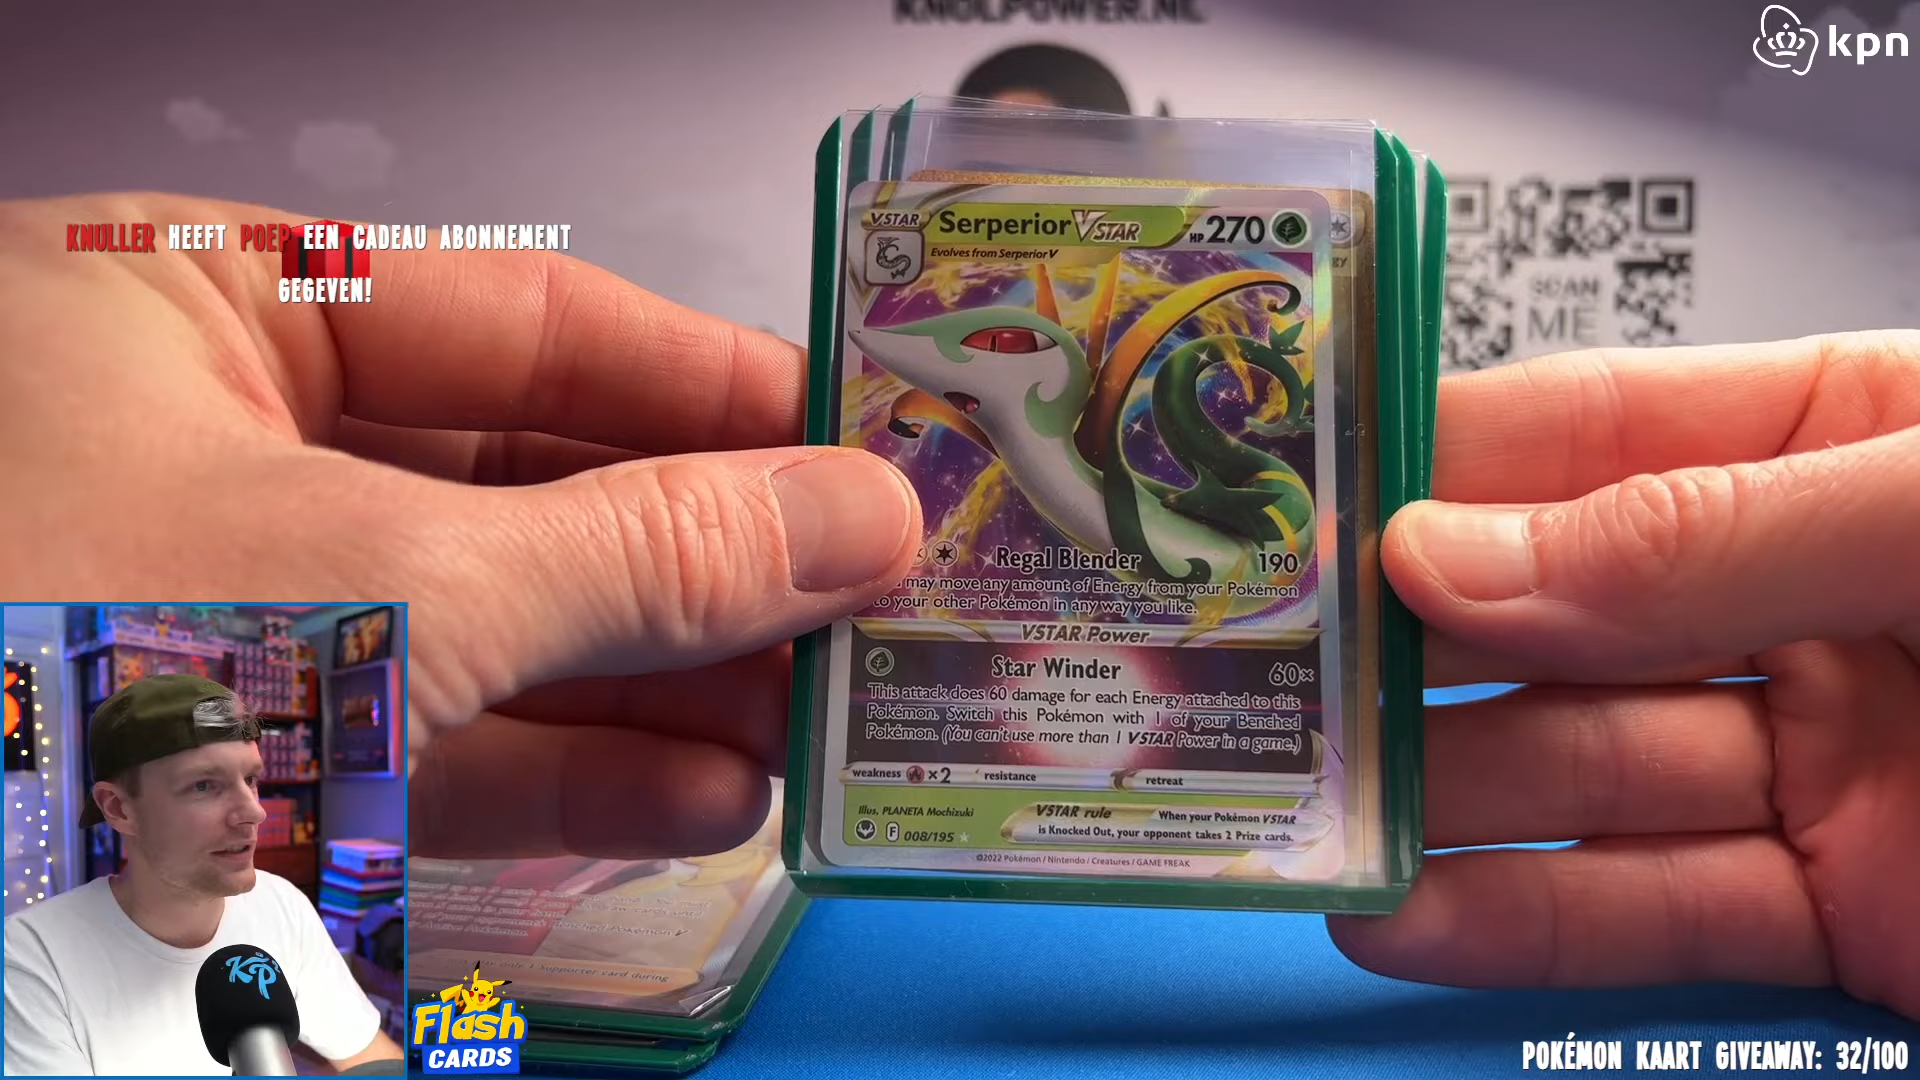 KNOLPOWER.NL
kpn
KNULLER HEEFT POEP EEN CADEAU ABONNEMENT
GEGEVEN!
VSTAR
Serperior VSTAR
HP 270
Evolves from Serperior V
SCAN
ME
Regal Blender 190
may move any amount of Energy from your Pokémon
to your other Pokémon in any way you like.
VSTAR Power
Star Winder 60×
This attack does 60 damage for each Energy attached to this
Pokémon. Switch this Pokémon with 1 of your Benched
Pokémon. (You can't use more than 1 VSTAR Power in a game.)
weakness ×2 resistance retreat
Illus. PLANETA Mochizuki
VSTAR rule When your Pokémon VSTAR
is Knocked Out, your opponent takes 2 Prize cards.
F 008/195
©2022 Pokémon / Nintendo / Creatures / GAME FREAK
KP
Flash
CARDS
POKÉMON KAART GIVEAWAY: 32/100